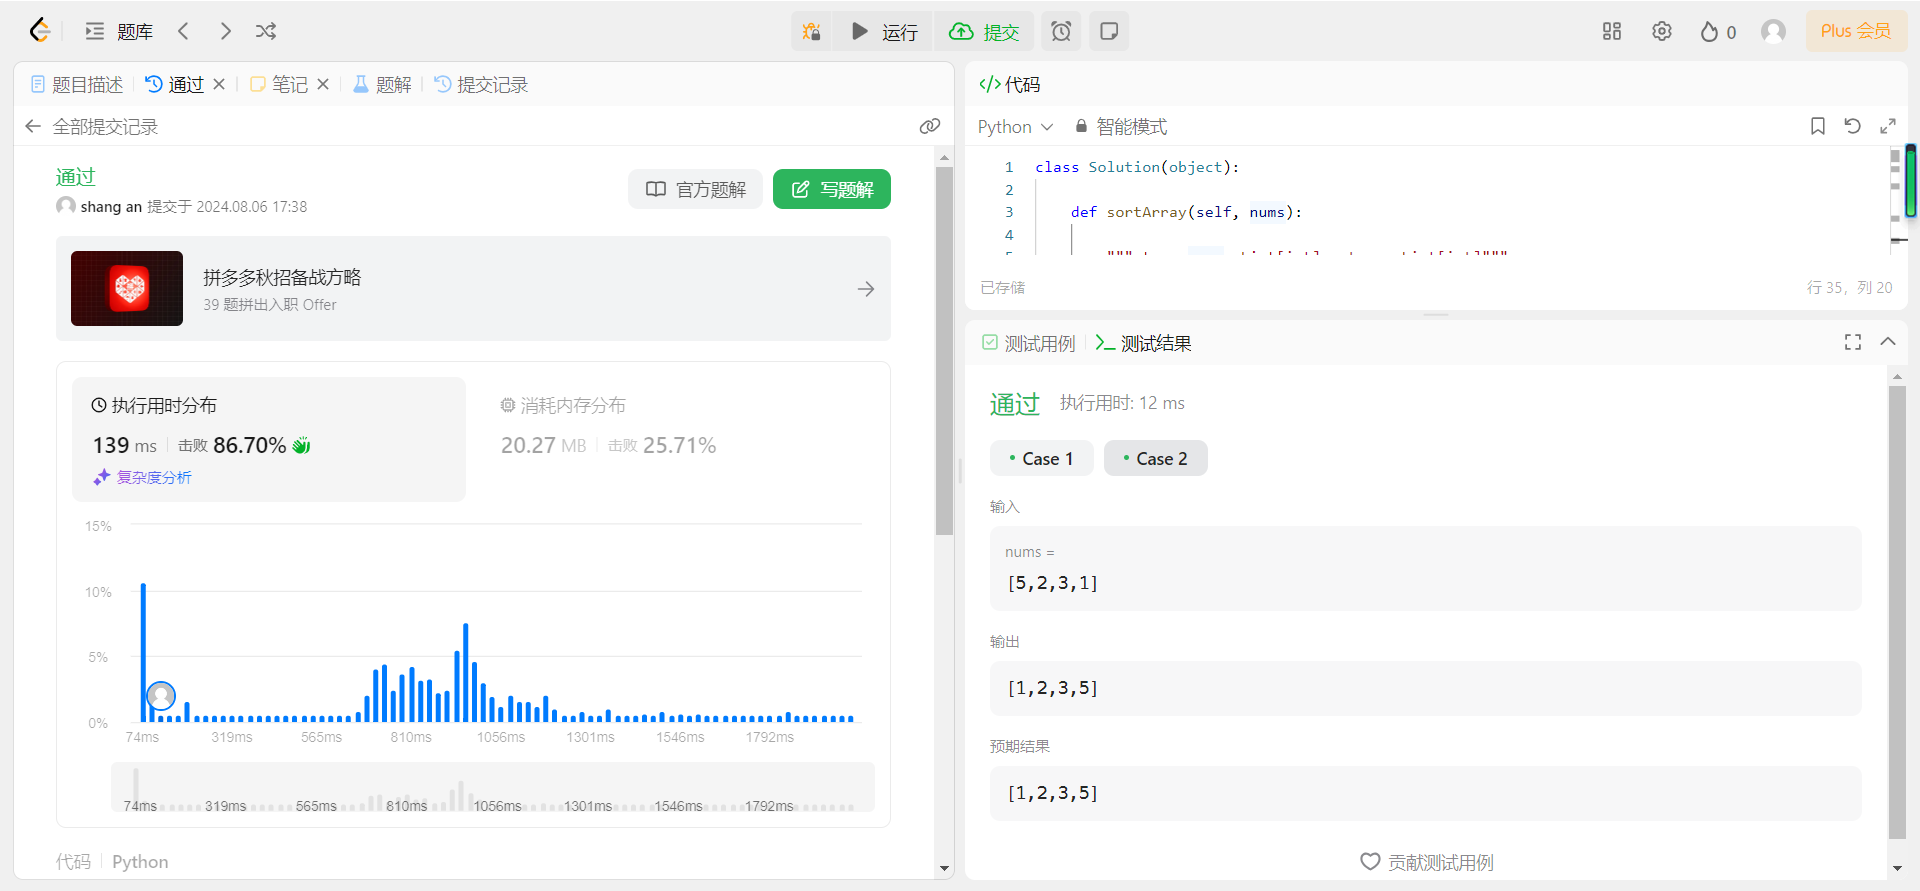 题库
运行
提交
0
Plus 会员
题目描述
通过
笔记
题解
提交记录
全部提交记录
通过
shang an 提交于 2024.08.06 17:38
官方题解
写题解
拼多多秋招备战方略
39 题拼出入职 Offer
执行用时分布
139 ms 击败 86.70%
复杂度分析
消耗内存分布
20.27 MB 击败 25.71%
15%
10%
5%
0%
74ms 319ms 565ms 810ms 1056ms 1301ms 1546ms 1792ms
74ms 319ms 565ms 810ms 1056ms 1301ms 1546ms 1792ms
代码 Python
</> 代码
Python 智能模式
1 class Solution(object):
2
3 def sortArray(self, nums):
4
已存储
行 35, 列 20
测试用例
测试结果
通过 执行用时: 12 ms
Case 1
Case 2
输入
nums =
[5,2,3,1]
输出
[1,2,3,5]
预期结果
[1,2,3,5]
贡献测试用例